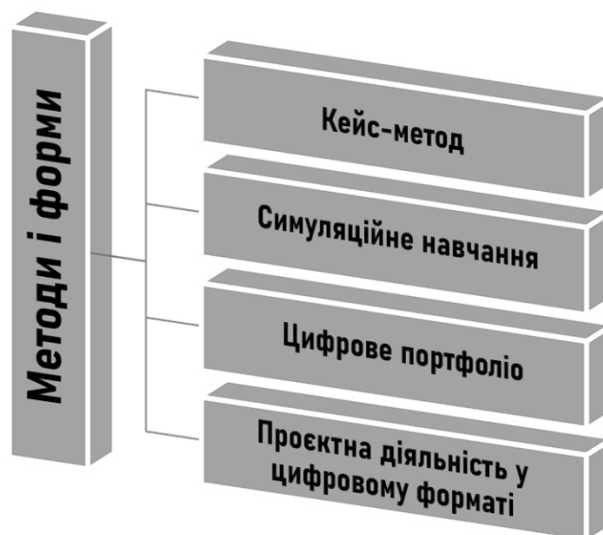 Методи і форми
Кейс-метод
Симуляційне навчання
Цифрове портфоліо
Проєктна діяльність у
цифровому форматі